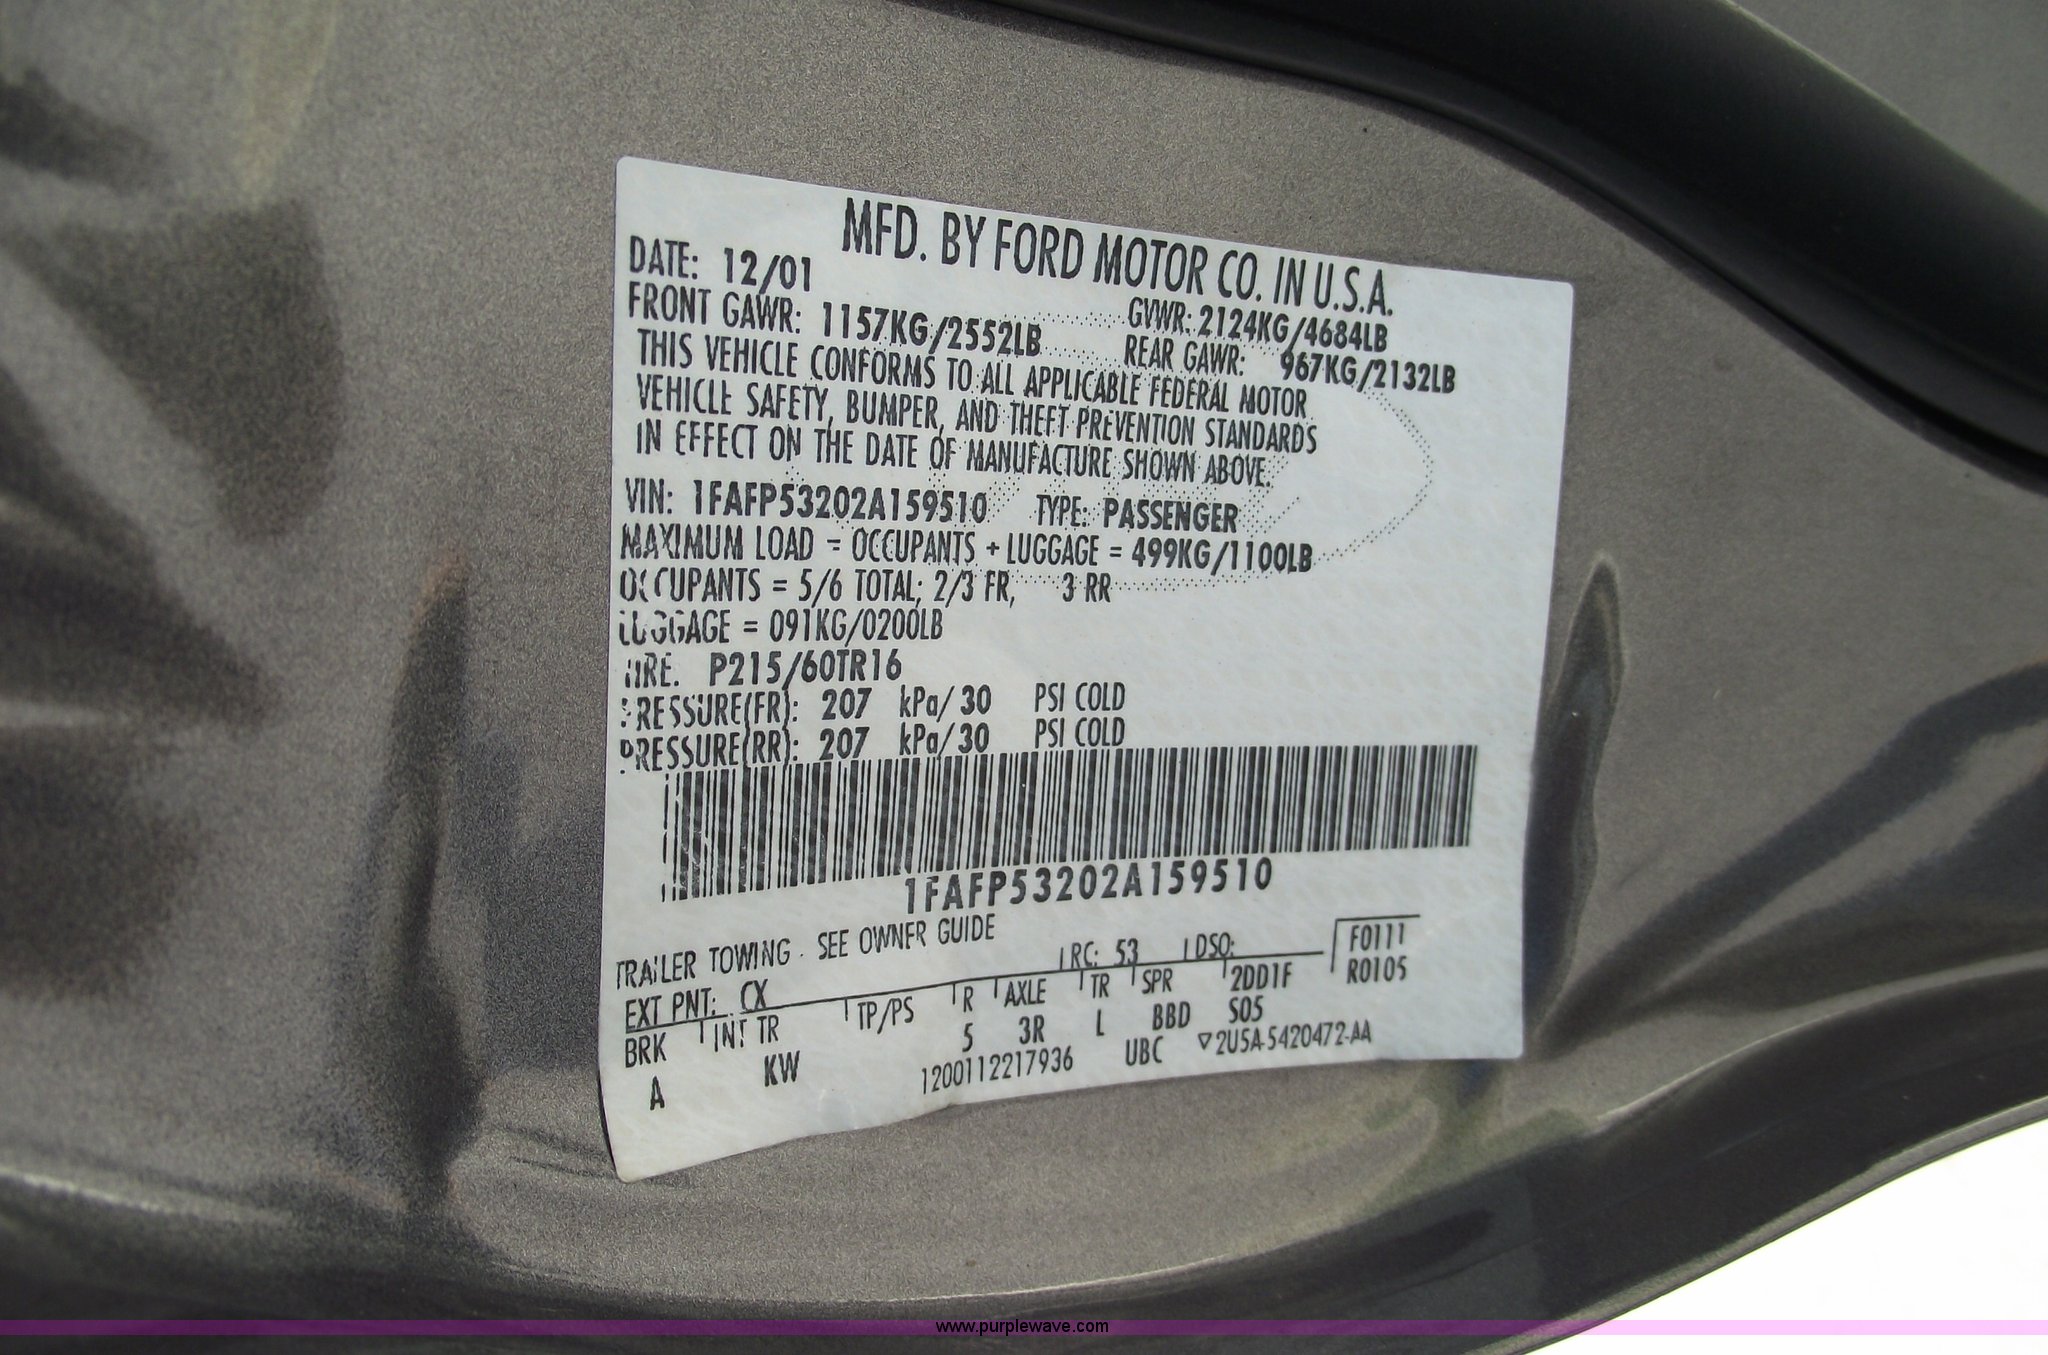 MFD. BY FORD MOTOR CO. IN U.S.A.
DATE: 12/01 GVWR: 2124KG/4684LB
FRONT GAWR: 1157KG/2552LB REAR GAWR: 967KG/2132LB
THIS VEHICLE CONFORMS TO ALL APPLICABLE FEDERAL MOTOR
VEHICLE SAFETY, BUMPER, AND THEFT PREVENTION STANDARDS
IN EFFECT ON THE DATE OF MANUFACTURE SHOWN ABOVE.
VIN: 1FAFP53202A159510 TYPE: PASSENGER
MAXIMUM LOAD = OCCUPANTS + LUGGAGE = 499KG/1100LB
OCCUPANTS = 5/6 TOTAL; 2/3 FR, 3 RR
LUGGAGE = 091KG/0200LB
TIRE: P215/60TR16
PRESSURE(FR): 207 kPa/ 30 PSI COLD
PRESSURE(RR): 207 kPa/ 30 PSI COLD
1FAFP53202A159510
TRAILER TOWING - SEE OWNER GUIDE
EXT PNT: CX RC: 53 DSO: F0111
R0105
BRK INT TR TP/PS R AXLE TR SPR 2DD1F
A KW 5 3R L BBD S05
1200112217936 UBC ▽2U5A-5420472-AA
www.purplewave.com